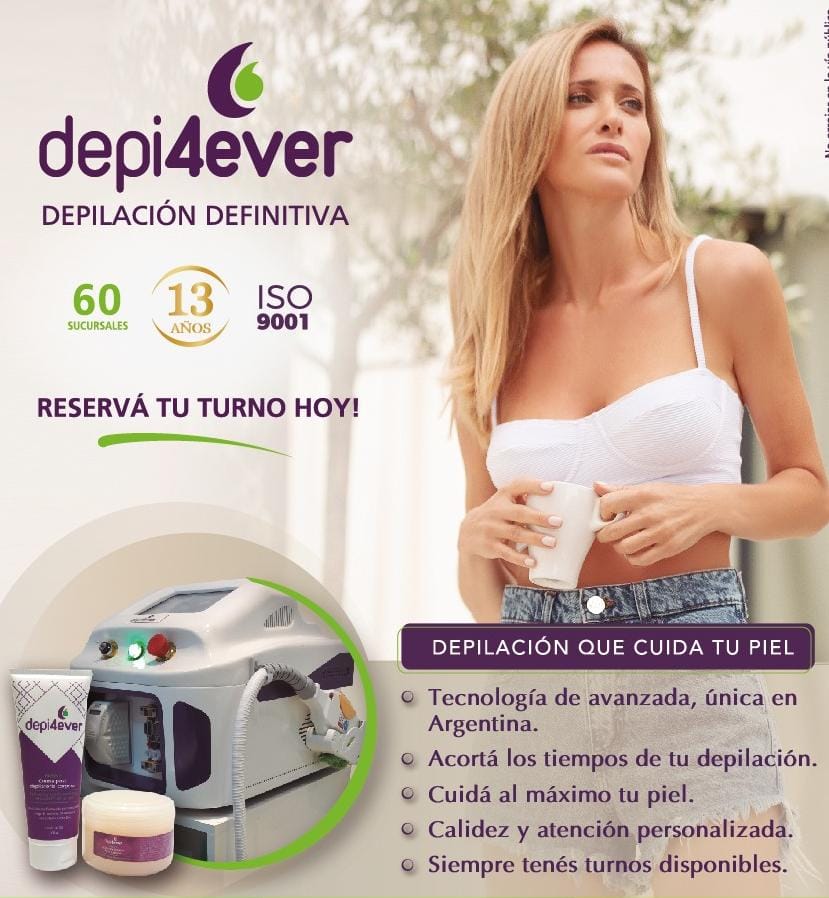 depi4ever
DEPILACIÓN DEFINITIVA
60
SUCURSALES
13
AÑOS
ISO
9001
RESERVÁ TU TURNO HOY!
depi4ever
DEPILACIÓN QUE CUIDA TU PIEL
Tecnología de avanzada, única en
Argentina.
Acortá los tiempos de tu depilación.
Cuidá al máximo tu piel.
Calidez y atención personalizada.
Siempre tenés turnos disponibles.
depi4ever